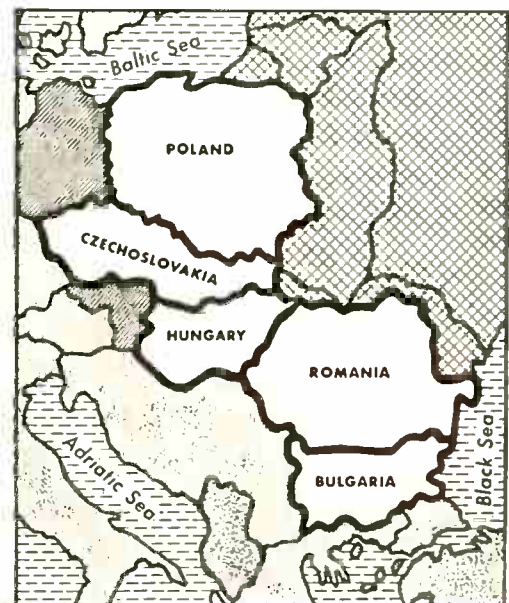 Baltic Sea
POLAND
CZECHOSLOVAKIA
HUNGARY
ROMANIA
Adriatic Sea
Black Sea
BULGARIA